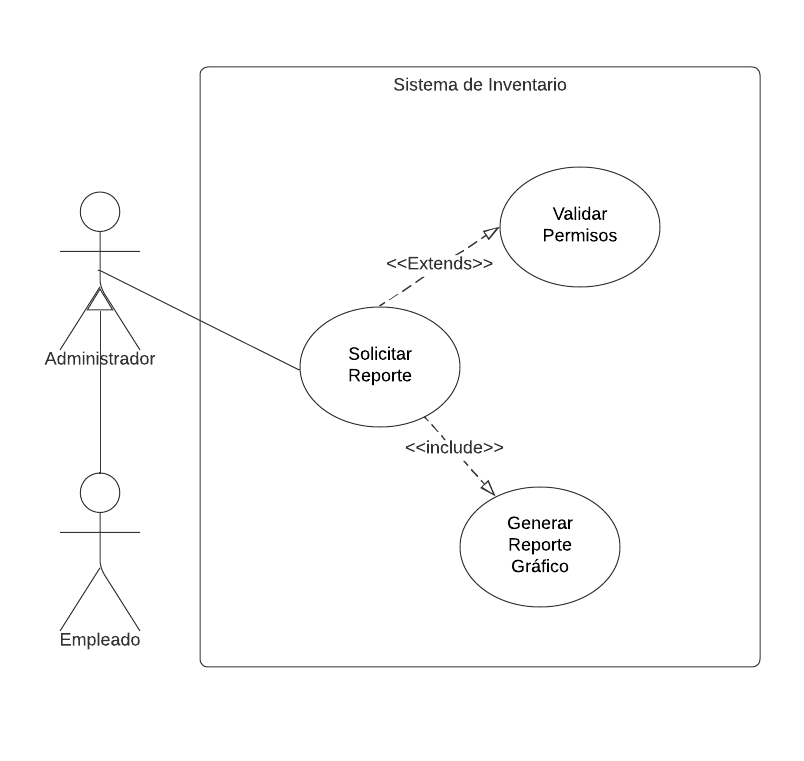 Sistema de Inventario
Validar
Permisos
<<Extends>>
Solicitar
Reporte
Administrador
<<include>>
Generar
Reporte
Gráfico
Empleado